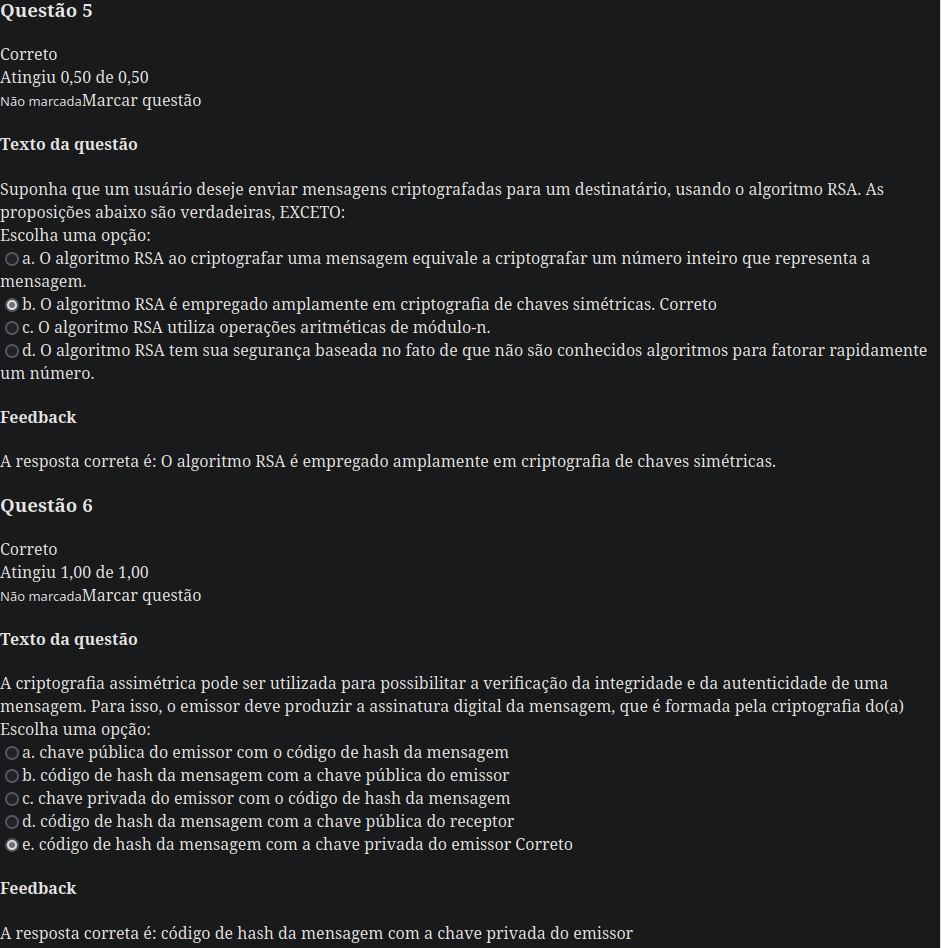 Questão 5
Correto
Atingiu 0,50 de 0,50
Não marcadaMarcar questão
Texto da questão
Suponha que um usuário deseje enviar mensagens criptografadas para um destinatário, usando o algoritmo RSA. As
proposições abaixo são verdadeiras, EXCETO:
Escolha uma opção:
a. O algoritmo RSA ao criptografar uma mensagem equivale a criptografar um número inteiro que representa a
mensagem.
b. O algoritmo RSA é empregado amplamente em criptografia de chaves simétricas. Correto
c. O algoritmo RSA utiliza operações aritméticas de módulo-n.
d. O algoritmo RSA tem sua segurança baseada no fato de que não são conhecidos algoritmos para fatorar rapidamente
um número.
Feedback
A resposta correta é: O algoritmo RSA é empregado amplamente em criptografia de chaves simétricas.
Questão 6
Correto
Atingiu 1,00 de 1,00
Não marcadaMarcar questão
Texto da questão
A criptografia assimétrica pode ser utilizada para possibilitar a verificação da integridade e da autenticidade de uma
mensagem. Para isso, o emissor deve produzir a assinatura digital da mensagem, que é formada pela criptografia do(a)
Escolha uma opção:
a. chave pública do emissor com o código de hash da mensagem
b. código de hash da mensagem com a chave pública do emissor
c. chave privada do emissor com o código de hash da mensagem
d. código de hash da mensagem com a chave pública do receptor
e. código de hash da mensagem com a chave privada do emissor Correto
Feedback
A resposta correta é: código de hash da mensagem com a chave privada do emissor